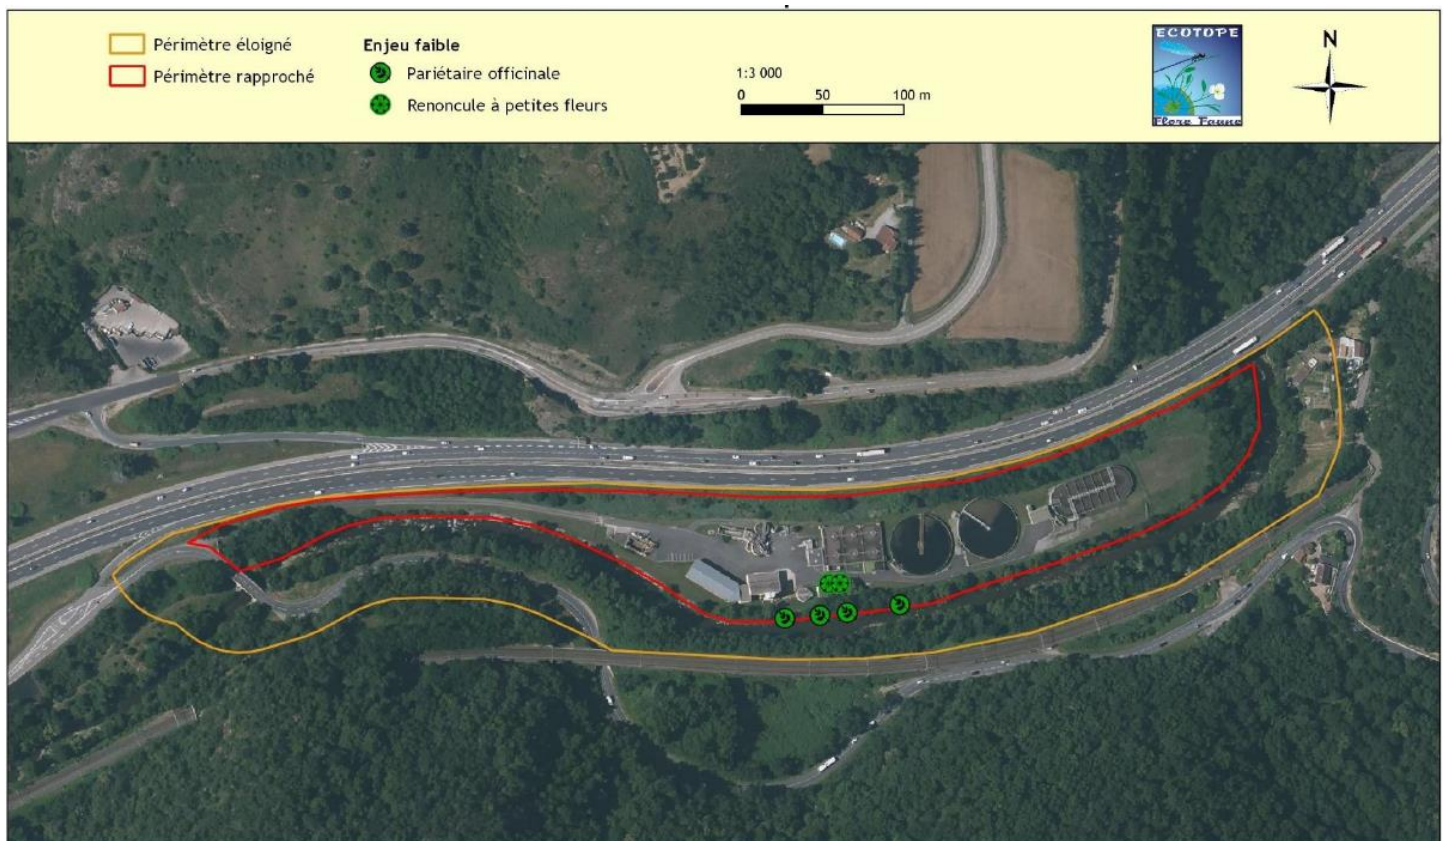 Périmètre éloigné
Périmètre rapproché
Enjeu faible
Pariétaire officinale
Renoncule à petites fleurs
1:3 000
0 50 100 m
ECOTOPE
Flore Faune
N